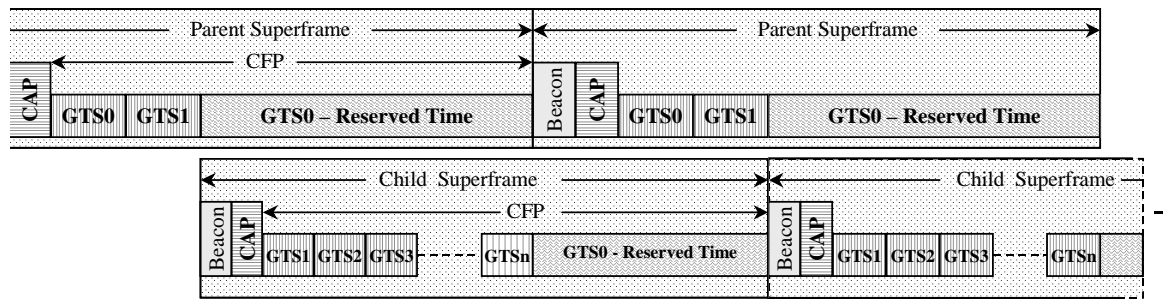 Parent Superframe
Parent Superframe
CFP
CAP
GTS0
GTS1
GTS0 – Reserved Time
Beacon
CAP
GTS0
GTS1
GTS0 – Reserved Time
Child Superframe
Child Superframe
CFP
Beacon
CAP
GTS1
GTS2
GTS3
GTSn
GTS0 - Reserved Time
Beacon
CAP
GTS1
GTS2
GTS3
GTSn